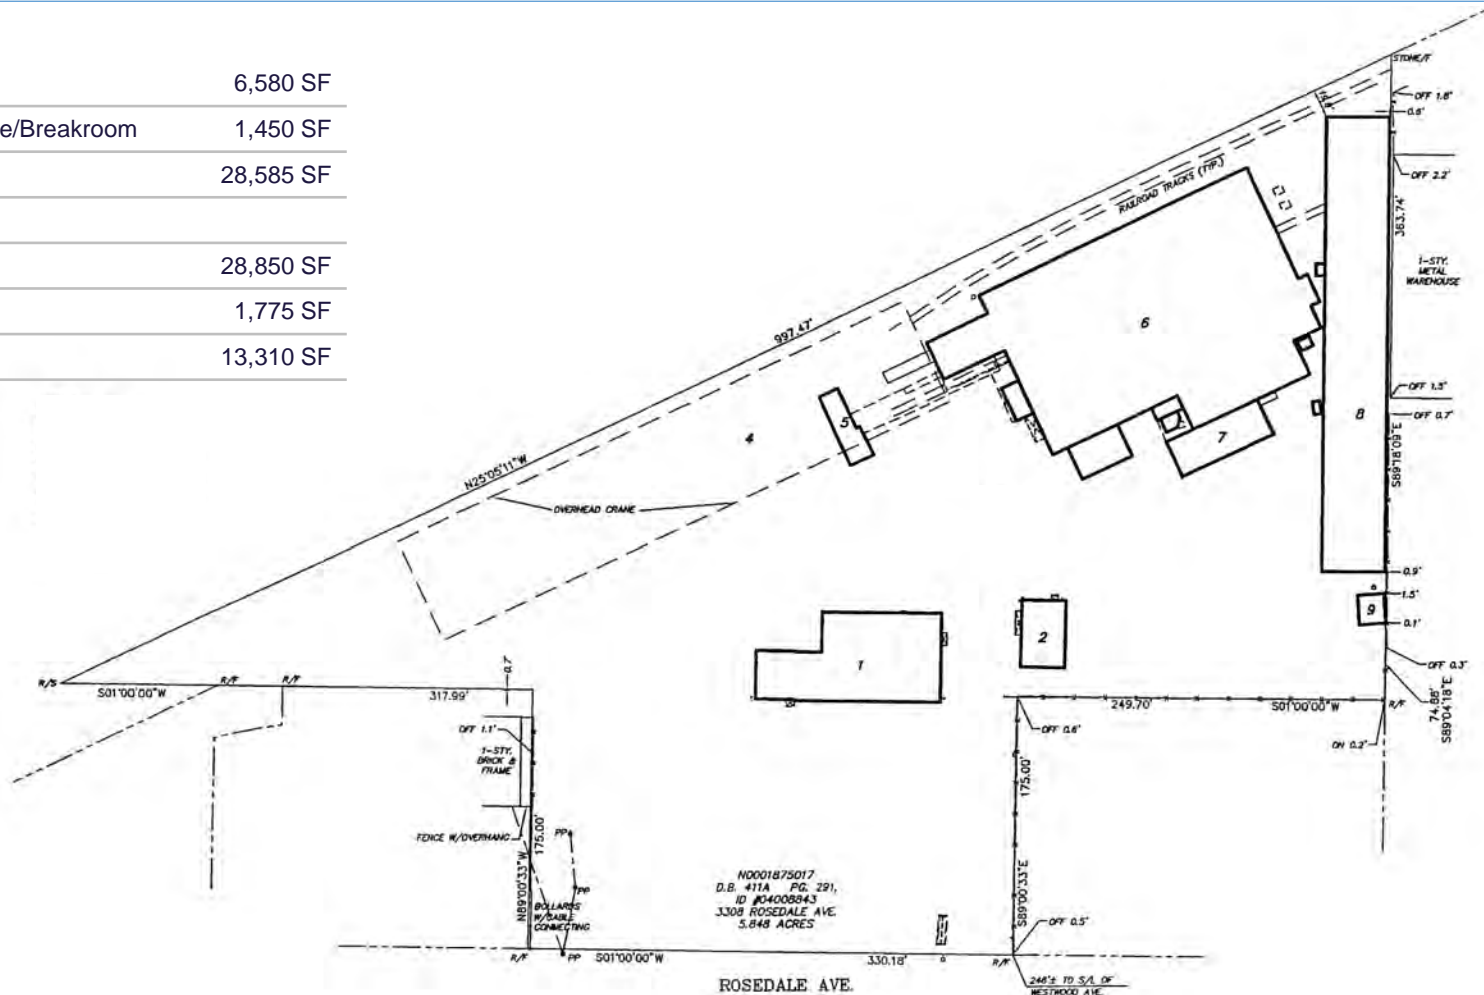 6,580 SF
e/Breakroom 1,450 SF
28,585 SF
28,850 SF
1,775 SF
13,310 SF
STONE/F
OFF 1.8'
0.6'
OFF 2.2'
363.74'
1-STY.
METAL
WAREHOUSE
RAILROAD TRACKS (TYP.)
6
997.47'
N25°05'11"W
OVERHEAD CRANE
4
5
7
8
OFF 1.3'
OFF 0.7'
S89°18'09"E
0.9'
1.5'
9
0.1'
OFF 0.3'
74.88'
S89°04'18"E
R/F
ON 0.2'
1
2
249.70'
S01°00'00"W
OFF 0.6'
R/S
S01°00'00"W
R/F
R/F
317.99'
0.7'
OFF 1.1'
1-STY.
BRICK &
FRAME
FENCE W/OVERHANG
175.00'
N89°00'33"W
PP
PP
BOLLARDS
W/CABLE
CONNECTING
R/F
PP
S01°00'00"W
N0001875017
D.B. 411A PG. 291,
ID #04008843
3308 ROSEDALE AVE.
5.848 ACRES
175.00'
S89°00'33"E
OFF 0.5'
330.18'
R/F
ROSEDALE AVE.
246'± TO S/L OF
WESTWOOD AVE.